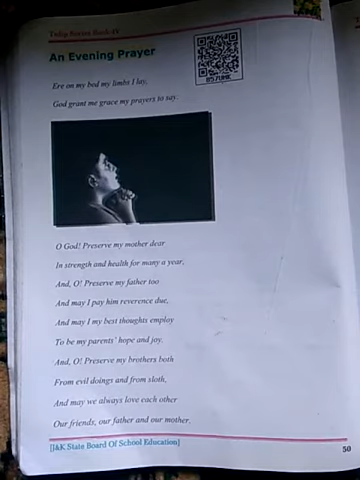 Tulip Series Book-IX
An Evening Prayer
Ere on my bed my limbs I lay,
God grant me grace my prayers to say:
O God! Preserve my mother dear
In strength and health for many a year,
And, O! Preserve my father too
And may I pay him reverence due,
And may I my best thoughts employ
To be my parents' hope and joy.
And, O! Preserve my brothers both
From evil doings and from sloth,
And may we always love each other
Our friends, our father and our mother,
[J&K State Board Of School Education]
50